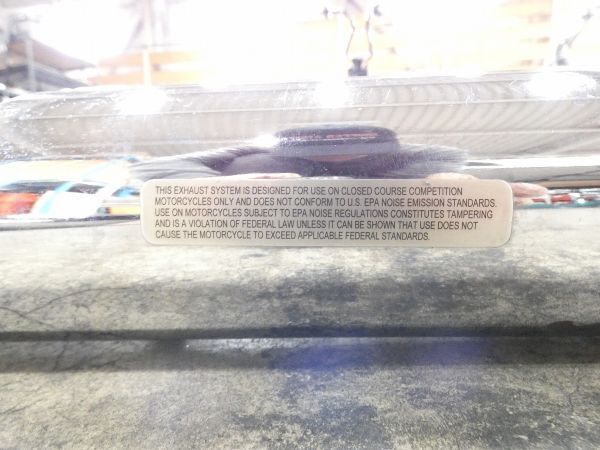 THIS EXHAUST SYSTEM IS DESIGNED FOR USE ON CLOSED COURSE COMPETITION
MOTORCYCLES ONLY AND DOES NOT CONFORM TO U.S. EPA NOISE EMISSION STANDARDS.
USE ON MOTORCYCLES SUBJECT TO EPA NOISE REGULATIONS CONSTITUTES TAMPERING
AND IS A VIOLATION OF FEDERAL LAW UNLESS IT CAN BE SHOWN THAT USE DOES NOT
CAUSE THE MOTORCYCLE TO EXCEED APPLICABLE FEDERAL STANDARDS.